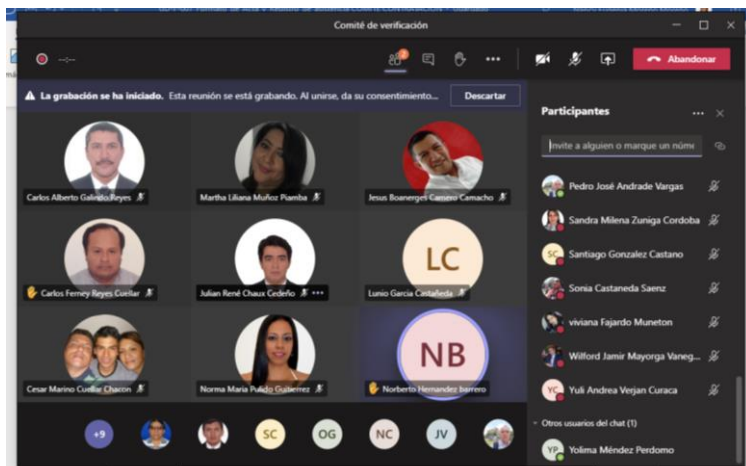 Comité de verificación
--:--
2
Abandonar
La grabación se ha iniciado. Esta reunión se está grabando. Al unirse, da su consentimiento...
Descartar
Carlos Alberto Galindo Reyes
Martha Liliana Muñoz Piamba
Jesus Boanerges Camero Camacho
Carlos Ferney Reyes Cuellar
Julian René Chaux Cedeño
LC
Lunio Garcia Castañeda
Cesar Marino Cuellar Chacon
Norma Maria Pulido Gutierrez
NB
Norberto Hernandez barrero
+9
SC
OG
NC
JV
Participantes
Invite a alguien o marque un núme
Pedro José Andrade Vargas
Sandra Milena Zuniga Cordoba
SC
Santiago Gonzalez Castano
Sonia Castaneda Saenz
viviana Fajardo Muneton
Wilford Jamir Mayorga Vaneg...
YC
Yuli Andrea Verjan Curaca
Otros usuarios del chat (1)
YP
Yolima Méndez Perdomo